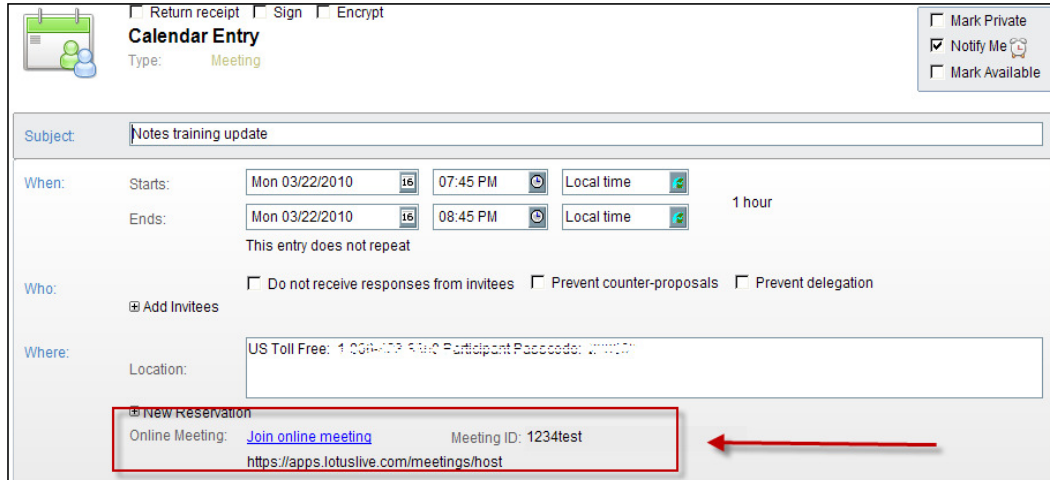 Return receipt Sign Encrypt
Calendar Entry
Type: Meeting
Mark Private
Notify Me
Mark Available
Subject: Notes training update
When: Starts: Mon 03/22/2010 16 07:45 PM Local time
1 hour
Ends: Mon 03/22/2010 16 08:45 PM Local time
This entry does not repeat
Who: Do not receive responses from invitees Prevent counter-proposals Prevent delegation
Add Invitees
Where: Location: US Toll Free: Participant Passcode:
New Reservation
Online Meeting: Join online meeting Meeting ID: 1234test
https://apps.lotuslive.com/meetings/host